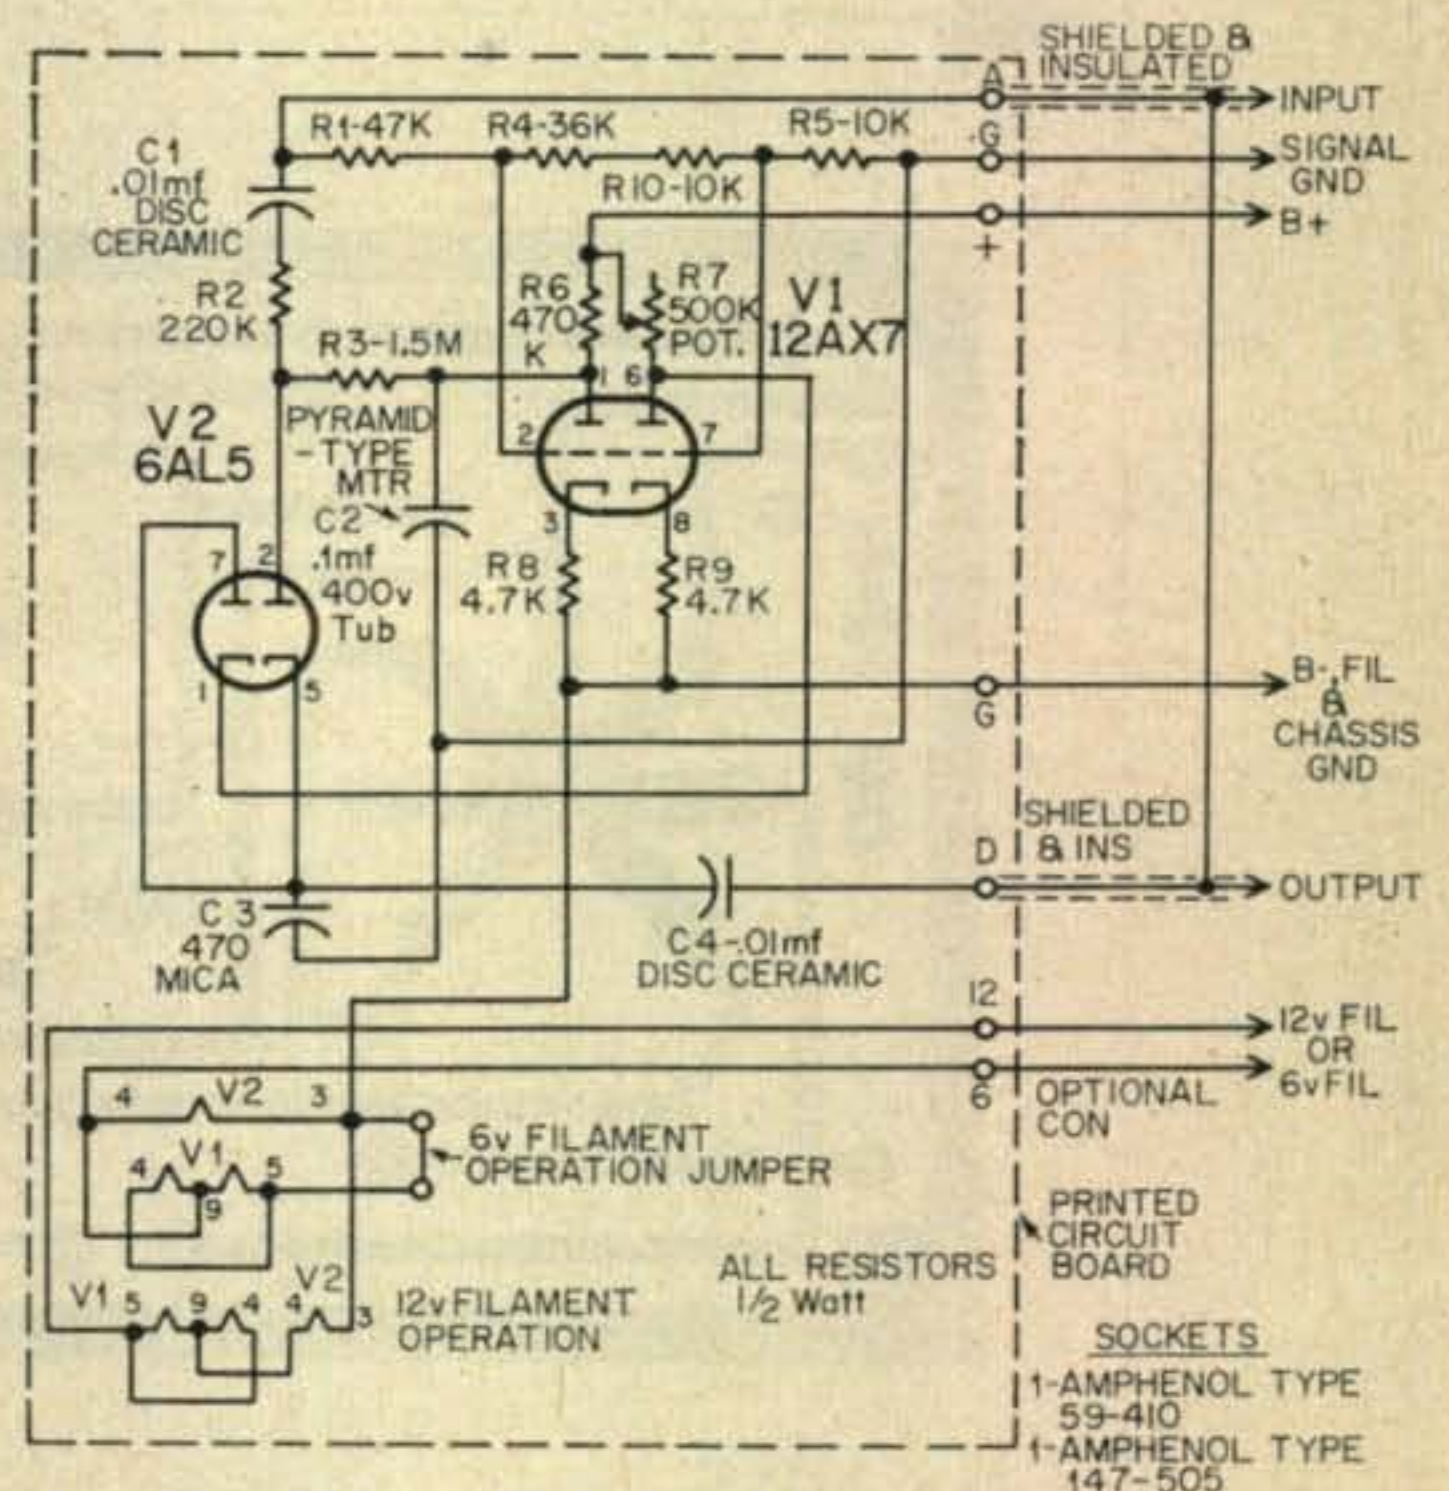 SHIELDED &
INSULATED
A
INPUT
R1-47K
R4-36K
R5-10K
G
SIGNAL
GND
C1
.01mf
DISC
CERAMIC
R10-10K
B+
+
R2
220K
R6
470
K
R7
500K
POT.
V1
12AX7
R3-1.5M
1 6
V2
6AL5
PYRAMID
-TYPE
MTR
2
7
C2
.1mf
400v
Tub
3
8
7 2
R8
4.7K
R9
4.7K
1
5
G
B-, FIL
&
CHASSIS
GND
SHIELDED
& INS
D
OUTPUT
C3
470
MICA
C4-.01mf
DISC CERAMIC
12
12v FIL
OR
6v FIL
6
OPTIONAL
CON
4 V2 3
6v FILAMENT
OPERATION JUMPER
4 V1 5
9
PRINTED
CIRCUIT
BOARD
ALL RESISTORS
1/2 Watt
V1 5 9 4 4 V2 3
12v FILAMENT
OPERATION
SOCKETS
1-AMPHENOL TYPE
59-410
1-AMPHENOL TYPE
147-505